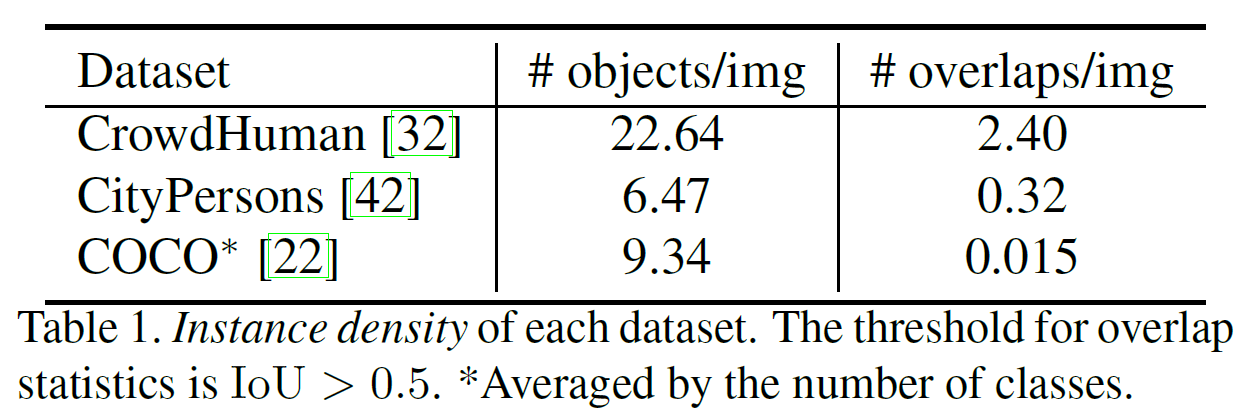 Dataset # objects/img # overlaps/img
CrowdHuman [32] 22.64 2.40
CityPersons [42] 6.47 0.32
COCO* [22] 9.34 0.015
Table 1. Instance density of each dataset. The threshold for overlap
statistics is IoU > 0.5. *Averaged by the number of classes.